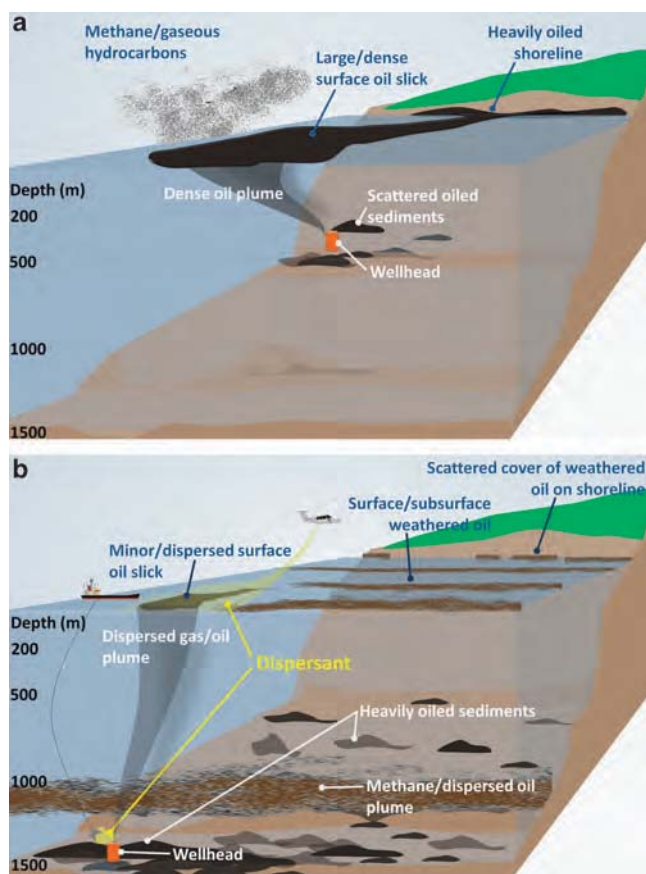 a
Methane/gaseous
hydrocarbons
Large/dense
surface oil slick
Heavily oiled
shoreline
Depth (m)
Dense oil plume
Scattered oiled
sediments
200
Wellhead
500
1000
1500
b
Scattered cover of weathered
oil on shoreline
Surface/subsurface
weathered oil
Minor/dispersed surface
oil slick
Depth (m)
Dispersed gas/oil
plume
200
Dispersant
500
Heavily oiled sediments
1000
Methane/dispersed oil
plume
Wellhead
1500